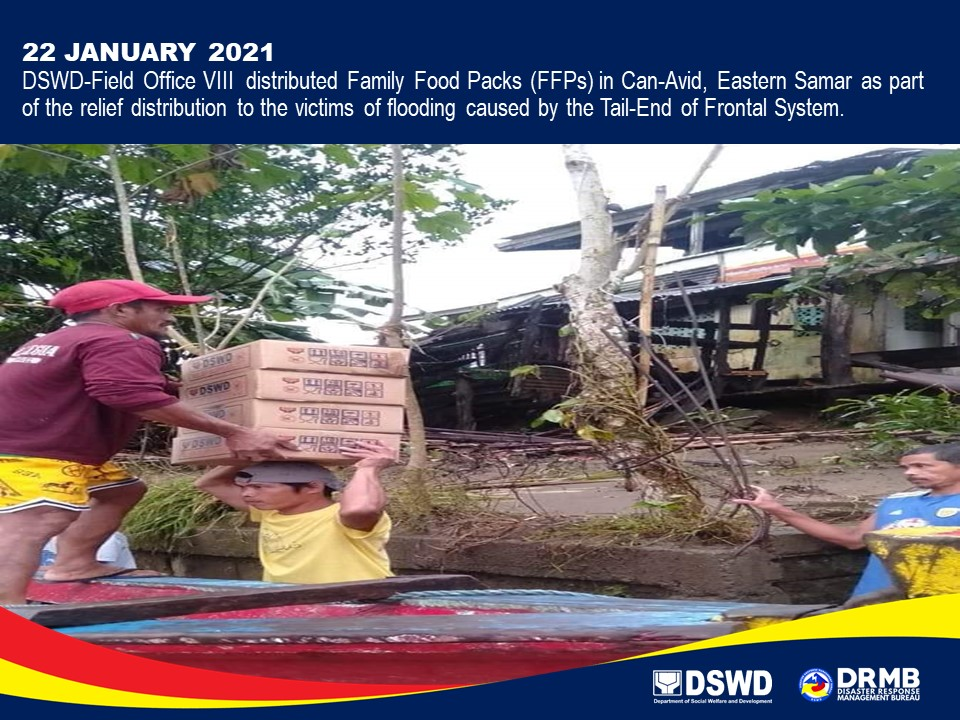 22 JANUARY 2021
DSWD-Field Office VIII distributed Family Food Packs (FFPs) in Can-Avid, Eastern Samar as part
of the relief distribution to the victims of flooding caused by the Tail-End of Frontal System.
DSWD
DSWD
DSWD
DSWD
DSWD
Department of Social Welfare and Development
DRMB
DISASTER RESPONSE
MANAGEMENT BUREAU